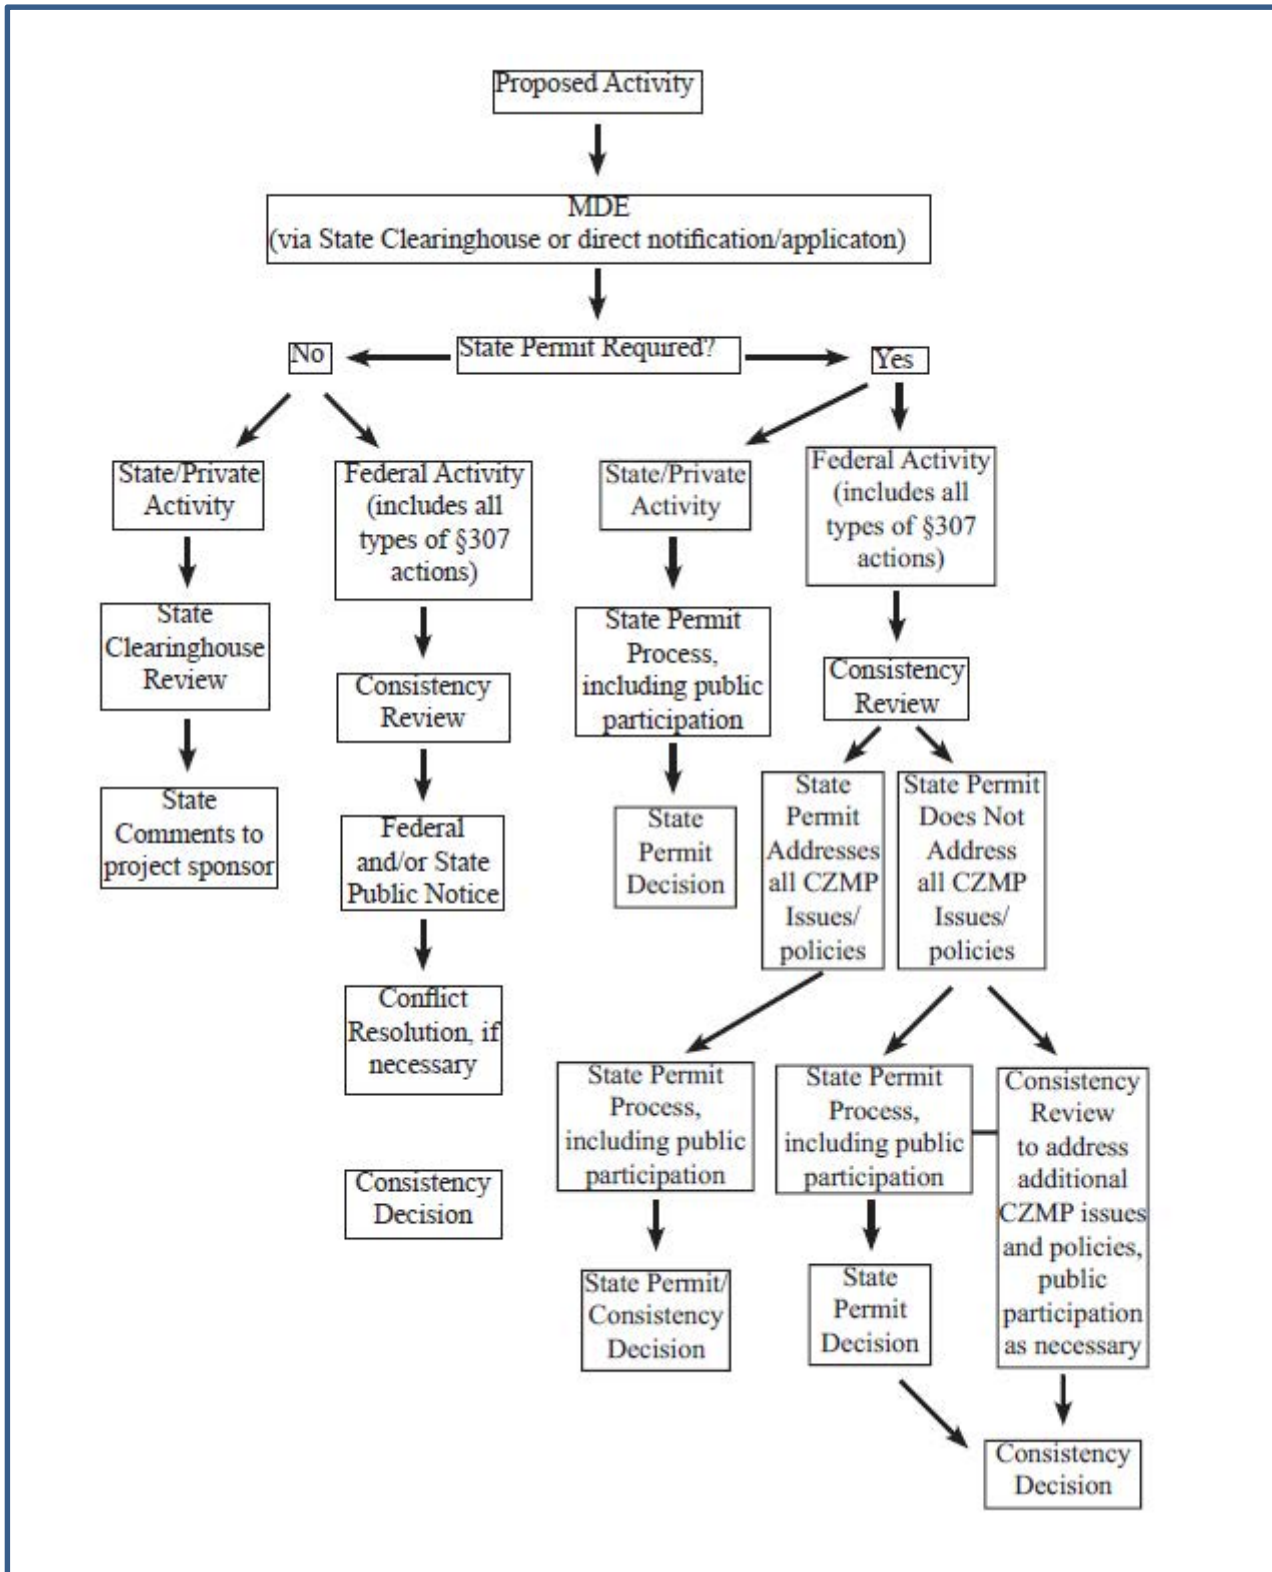 Proposed Activity
MDE
(via State Clearinghouse or direct notification/applicaton)
No
State Permit Required?
Yes
State/Private
Activity
State
Clearinghouse
Review
State
Comments to
project sponsor
Federal Activity
(includes all
types of §307
actions)
Consistency
Review
Federal
and/or State
Public Notice
Conflict
Resolution, if
necessary
Consistency
Decision
State/Private
Activity
State Permit
Process,
including public
participation
State
Permit
Decision
Federal Activity
(includes all
types of §307
actions)
Consistency
Review
State
Permit
Addresses
all CZMP
Issues/
policies
State Permit
Does Not
Address
all CZMP
Issues/
policies
State Permit
Process,
including public
participation
State Permit/
Consistency
Decision
State Permit
Process,
including public
participation
State
Permit
Decision
Consistency
Review
to address
additional
CZMP issues
and policies,
public
participation
as necessary
Consistency
Decision